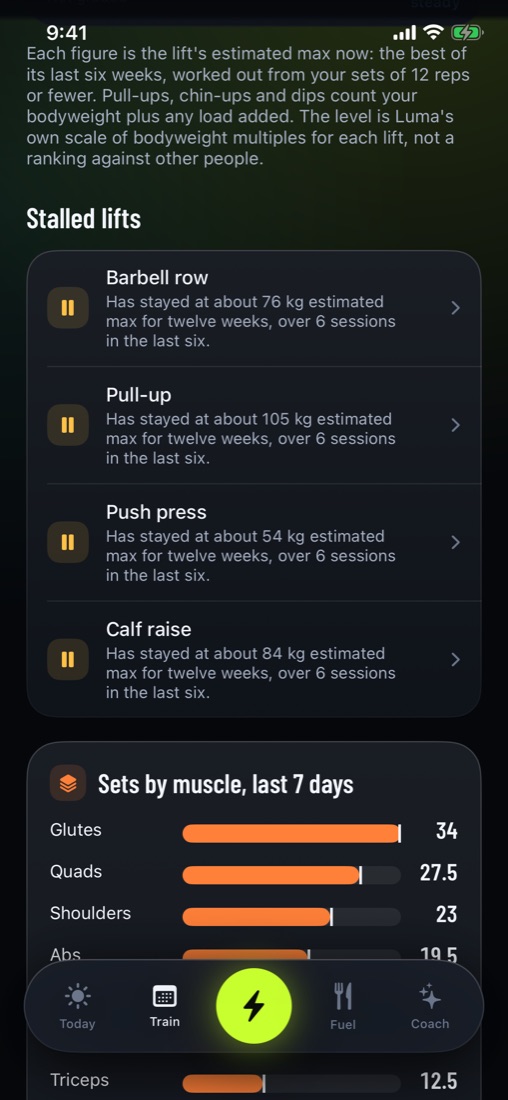 steady
9:41
Each figure is the lift's estimated max now: the best of
its last six weeks, worked out from your sets of 12 reps
or fewer. Pull-ups, chin-ups and dips count your
bodyweight plus any load added. The level is Luma's
own scale of bodyweight multiples for each lift, not a
ranking against other people.
Stalled lifts
Barbell row
Has stayed at about 76 kg estimated
max for twelve weeks, over 6 sessions
in the last six.
Pull-up
Has stayed at about 105 kg estimated
max for twelve weeks, over 6 sessions
in the last six.
Push press
Has stayed at about 54 kg estimated
max for twelve weeks, over 6 sessions
in the last six.
Calf raise
Has stayed at about 84 kg estimated
max for twelve weeks, over 6 sessions
in the last six.
Sets by muscle, last 7 days
Glutes 34
Quads 27.5
Shoulders 23
Abs 19.5
Today Train Fuel Coach
Triceps 12.5